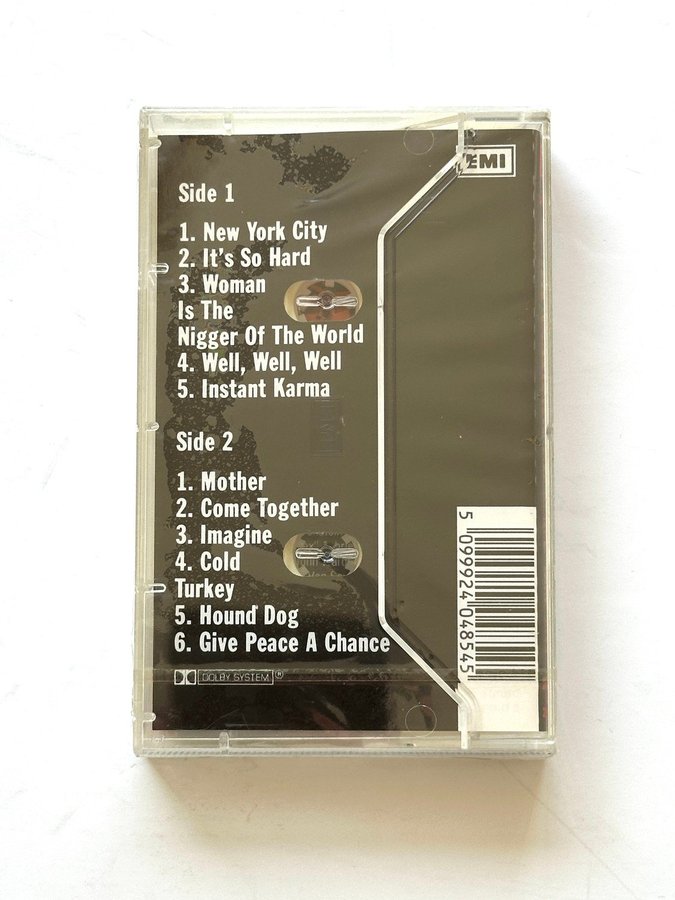 EMI
Side 1
1. New York City
2. It's So Hard
3. Woman
Is The
Nigger Of The World
4. Well, Well, Well
5. Instant Karma
Side 2
1. Mother
2. Come Together
3. Imagine
4. Cold
Turkey
5. Hound Dog
6. Give Peace A Chance
DOLBY SYSTEM®
5 099924 048545